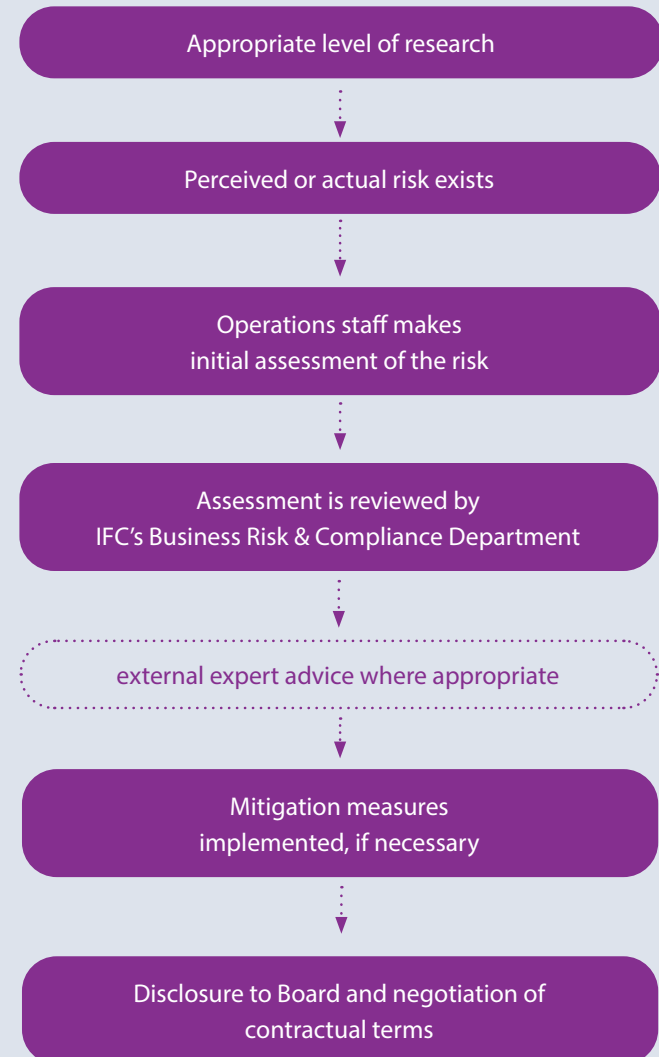 Appropriate level of research
Perceived or actual risk exists
Operations staff makes
initial assessment of the risk
Assessment is reviewed by
IFC's Business Risk & Compliance Department
external expert advice where appropriate
Mitigation measures
implemented, if necessary
Disclosure to Board and negotiation of
contractual terms